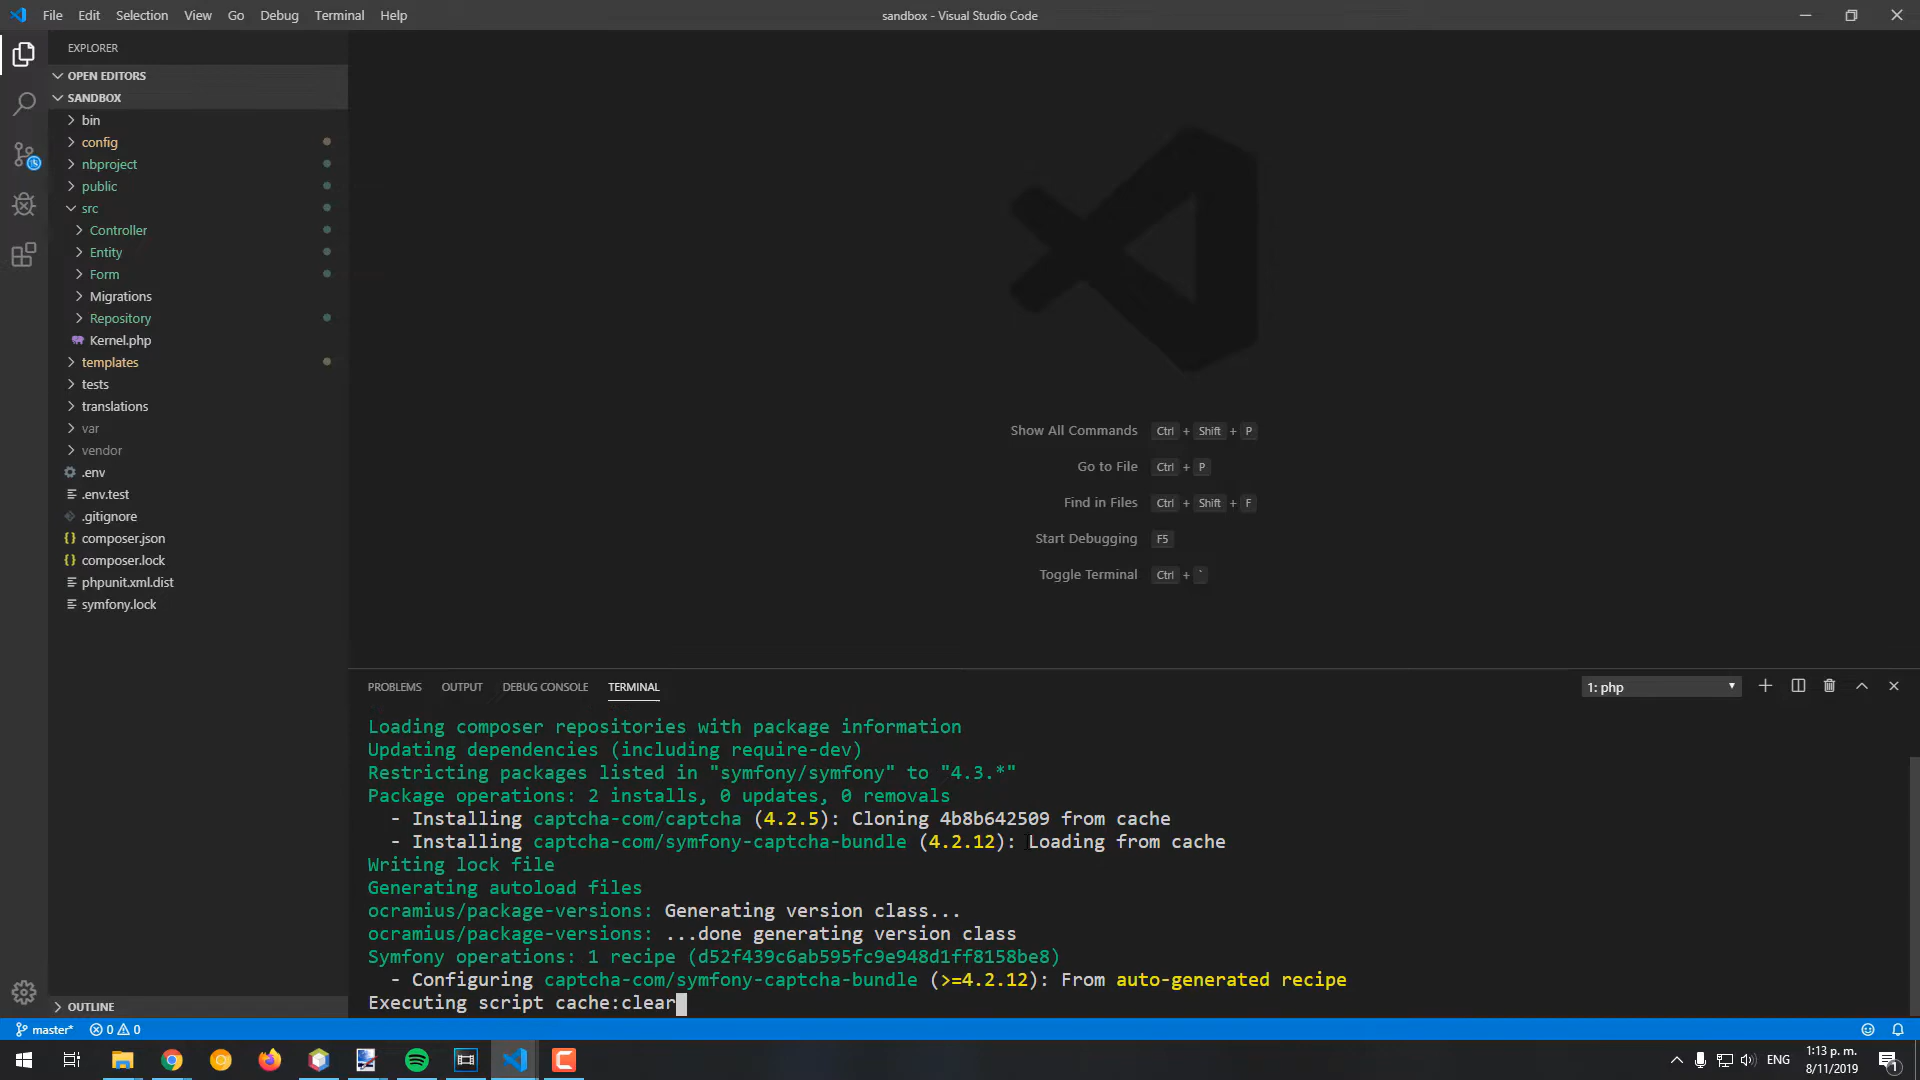 File Edit Selection View Go Debug Terminal Help
sandbox - Visual Studio Code
EXPLORER
OPEN EDITORS
SANDBOX
bin
config
nbproject
public
src
Controller
Entity
Form
Migrations
Repository
Kernel.php
templates
tests
translations
var
vendor
.env
.env.test
.gitignore
composer.json
composer.lock
phpunit.xml.dist
symfony.lock
OUTLINE
Show All Commands Ctrl + Shift + P
Go to File Ctrl + P
Find in Files Ctrl + Shift + F
Start Debugging F5
Toggle Terminal Ctrl + `
PROBLEMS OUTPUT DEBUG CONSOLE TERMINAL
1: php
Loading composer repositories with package information
Updating dependencies (including require-dev)
Restricting packages listed in "symfony/symfony" to "4.3.*"
Package operations: 2 installs, 0 updates, 0 removals
- Installing captcha-com/captcha (4.2.5): Cloning 4b8b642509 from cache
- Installing captcha-com/symfony-captcha-bundle (4.2.12): Loading from cache
Writing lock file
Generating autoload files
ocramius/package-versions: Generating version class...
ocramius/package-versions: ...done generating version class
Symfony operations: 1 recipe (d52f439c6ab595fc9e948d1ff8158be8)
- Configuring captcha-com/symfony-captcha-bundle (>=4.2.12): From auto-generated recipe
Executing script cache:clear
master* 0 0
ENG
1:13 p. m.
8/11/2019
1